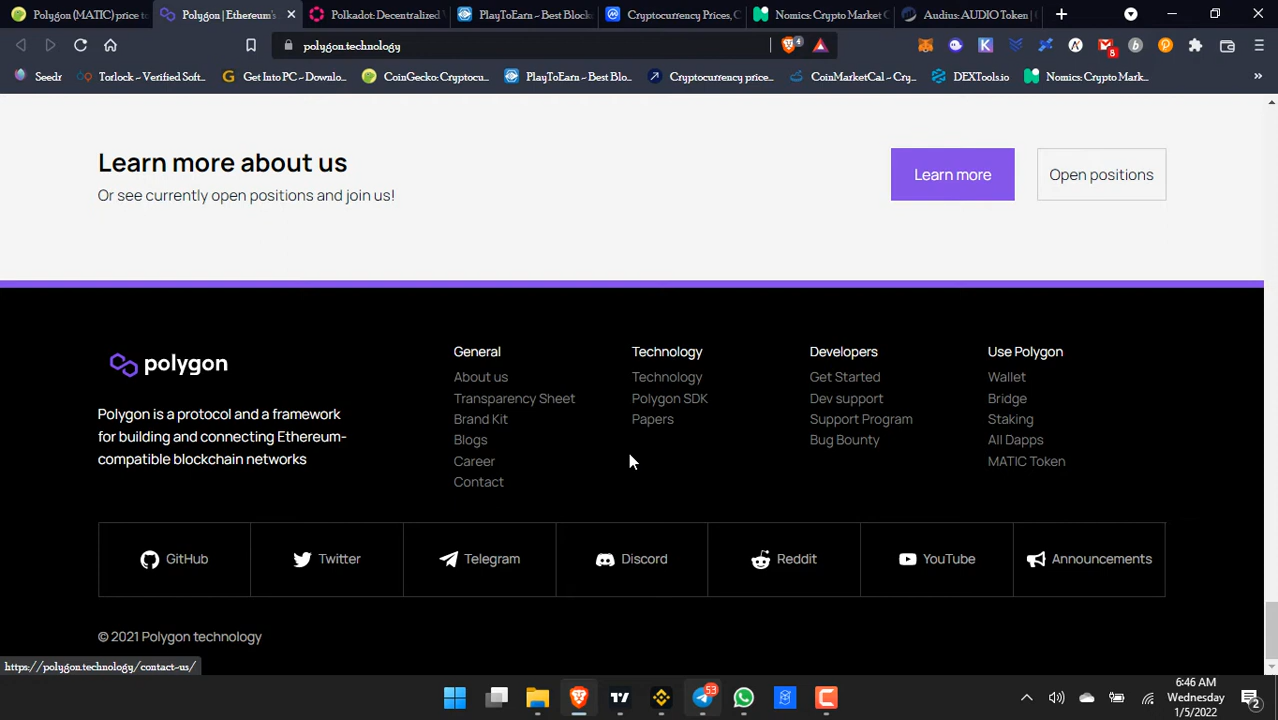 Polygon (MATIC) price t
Polygon | Ethereum's
Polkadot: Decentralized
PlayToEarn - Best Block
Cryptocurrency Prices, C
Nomics: Crypto Market C
Audius: AUDIO Token |
polygon.technology
4
8
Seedr
Torlock - Verified Soft...
Get Into PC – Downlo...
CoinGecko: Cryptocu...
PlayToEarn - Best Blo...
Cryptocurrency price...
CoinMarketCal - Cry...
DEXTools.io
Nomics: Crypto Mark...
»
Learn more about us
Or see currently open positions and join us!
Learn more
Open positions
polygon
Polygon is a protocol and a framework
for building and connecting Ethereum-
compatible blockchain networks
General
About us
Transparency Sheet
Brand Kit
Blogs
Career
Contact
Technology
Technology
Polygon SDK
Papers
Developers
Get Started
Dev support
Support Program
Bug Bounty
Use Polygon
Wallet
Bridge
Staking
All Dapps
MATIC Token
GitHub
Twitter
Telegram
Discord
Reddit
YouTube
Announcements
© 2021 Polygon technology
https://polygon.technology/contact-us/
53
6:46 AM
Wednesday
1/5/2022
2